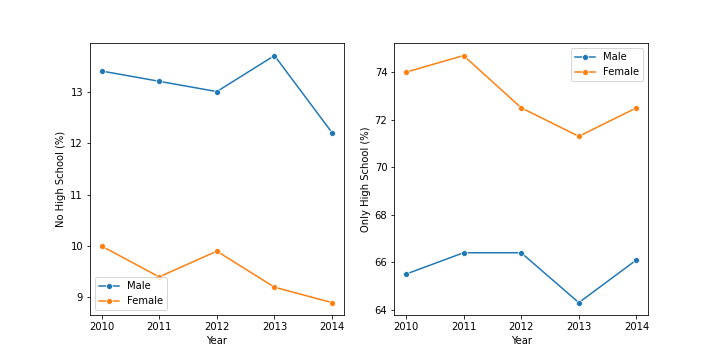 No High School (%)
13
12
11
10
9
Male
Female
2010 2011 2012 2013 2014
Year
Only High School (%)
74
72
70
68
66
64
Male
Female
2010 2011 2012 2013 2014
Year